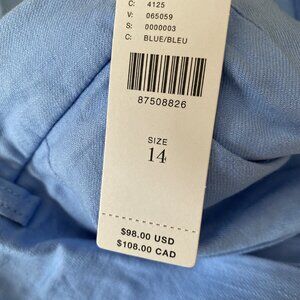 C: 4125
V: 065059
S: 0000003
C: BLUE/BLEU
87508826
SIZE
14
$98.00 USD
$108.00 CAD